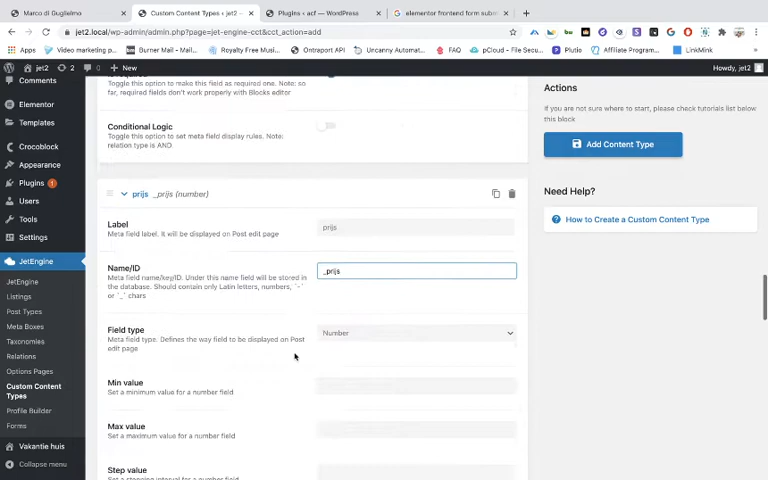 Marco di Guglielmo
Custom Content Types ‹ jet2 –
Plugins ‹ acf — WordPress
elementor frontend form subm
jet2.local/wp-admin/admin.php?page=jet-engine-cct&cct_action=add
Apps
Video marketing p...
Burner Mail - Mail...
Royalty Free Musi...
Ontraport API
Uncanny Automat...
FAQ
pCloud - File Secu...
Plutio
Affiliate Program...
LinkMink
jet2
2
0
New
Howdy, jet2
Comments
Elementor
Templates
Crocoblock
Appearance
Plugins 1
Users
Tools
Settings
JetEngine
JetEngine
Listings
Post Types
Meta Boxes
Taxonomies
Relations
Options Pages
Custom Content
Types
Profile Builder
Forms
Vakantie huis
Collapse menu
Toggle this option to make this field as required one. Note: so
far, required fields don't work properly with Blocks editor
Conditional Logic
Toggle this option to set meta field display rules. Note:
relation type is AND.
prijs _prijs (number)
Label
Meta field label. It will be displayed on Post edit page
prijs
Name/ID
Meta field name/key/ID. Under this name field will be stored in
the database. Should contain only Latin letters, numbers, `-`
or `_` chars
_prijs
Field type
Meta field type. Defines the way field to be displayed on Post
edit page
Number
Min value
Set a minimum value for a number field
Max value
Set a maximum value for a number field
Step value
Actions
If you are not sure where to start, please check tutorials list below
this block
Add Content Type
Need Help?
How to Create a Custom Content Type